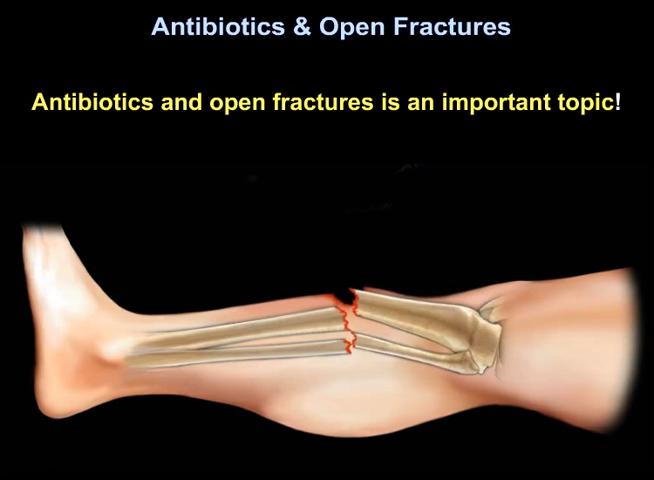 Antibiotics & Open Fractures
Antibiotics and open fractures is an important topic!